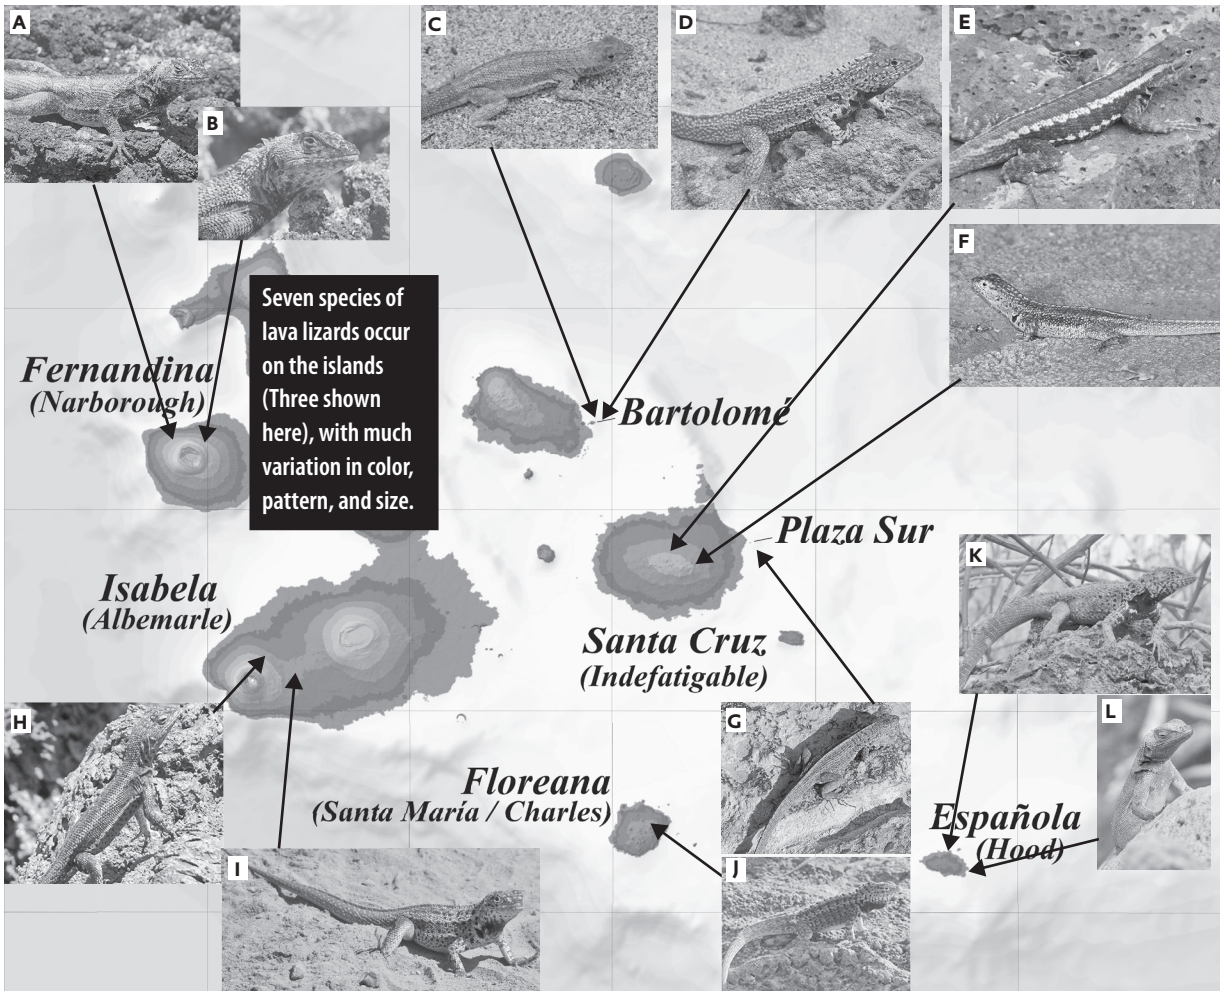 A
B
C
D
E
F
Seven species of
lava lizards occur
on the islands
(Three shown
here), with much
variation in color,
pattern, and size.
Fernandina
(Narborough)
Bartolomé
Plaza Sur
K
Isabela
(Albemarle)
Santa Cruz
(Indefatigable)
H
G
L
Floreana
(Santa María / Charles)
Española
(Hood)
I
J